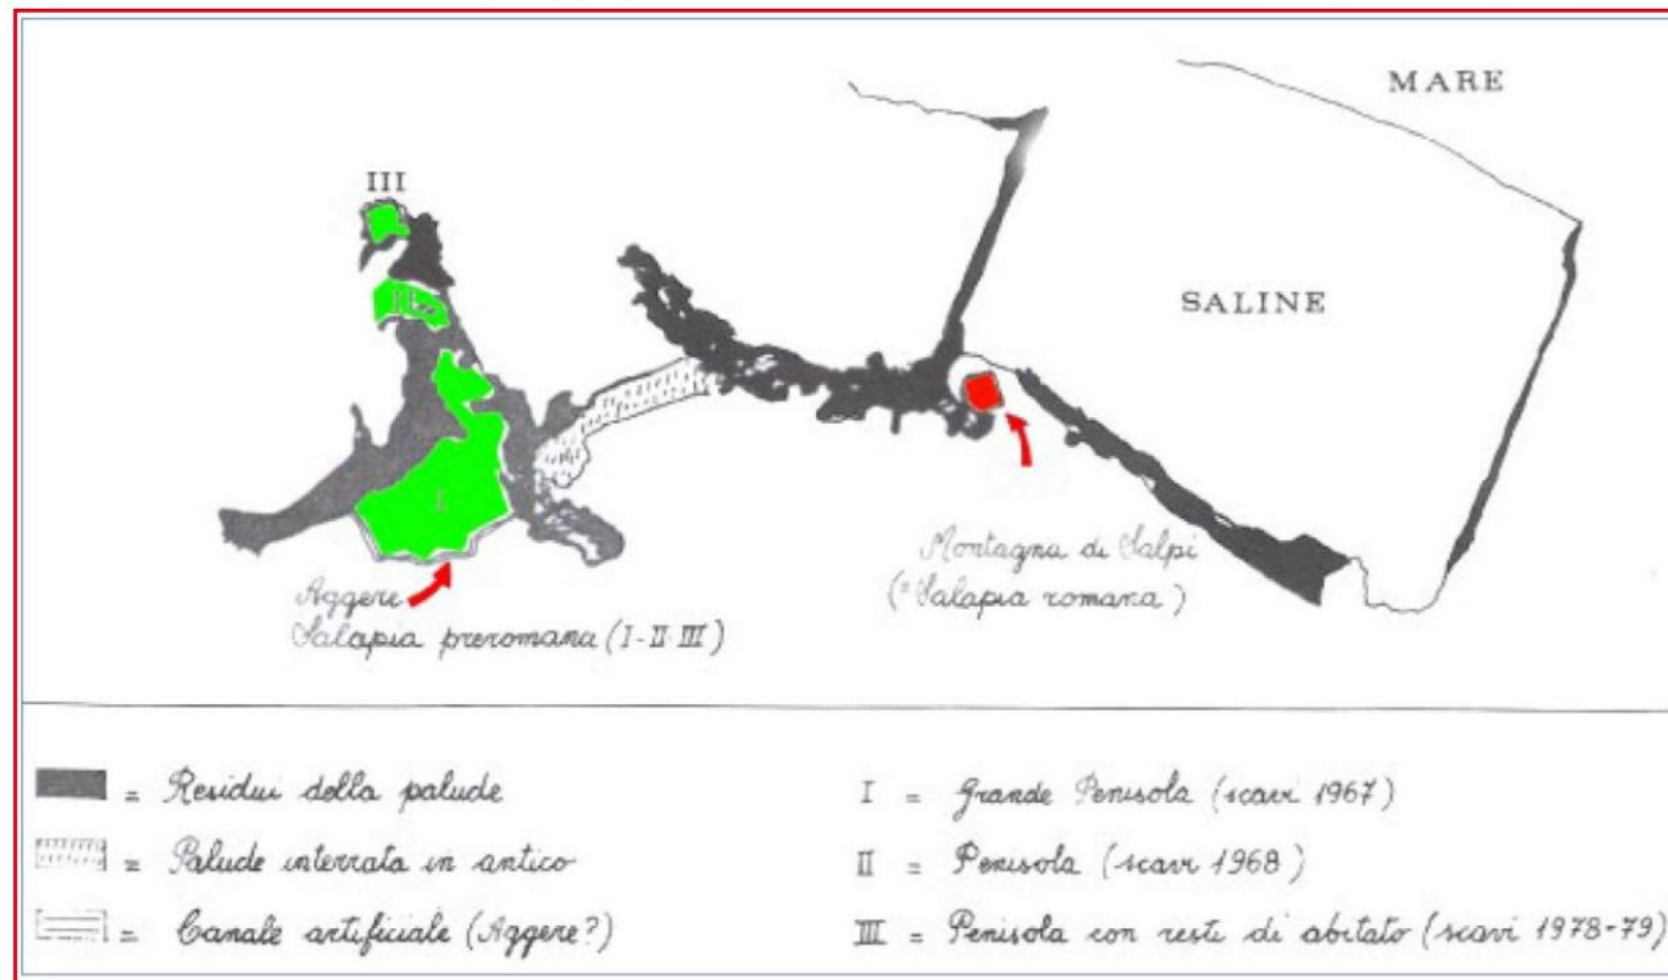 MARE
III
SALINE
II
I
Montagna di Salpi
(=Salapia romana)
Aggere
Salapia preromana (I-II-III)
= Residui della palude
I = Grande Penisola (scavi 1967)
= Palude interrata in antico
II = Penisola (scavi 1968)
= Canale artificiale (Aggere?)
III = Penisola con resti di abitato (scavi 1978-79)